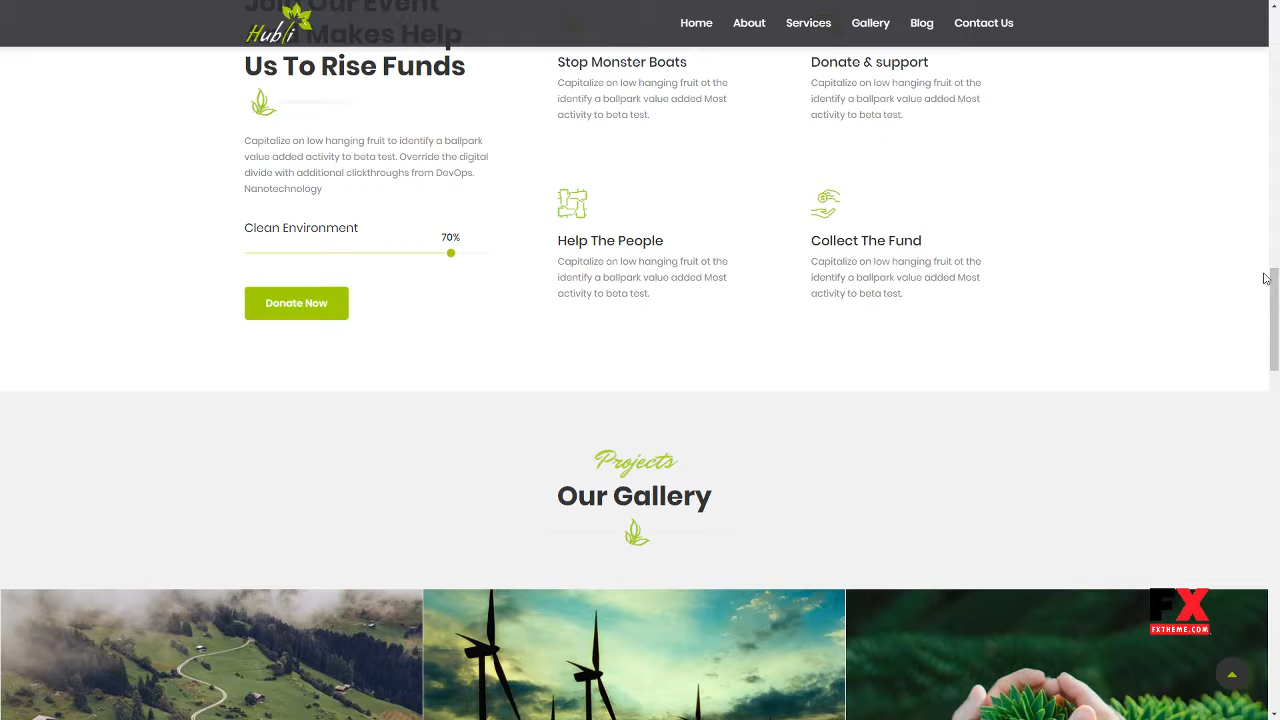 Hubli
Home About Services Gallery Blog Contact Us
Join Our Event
Makes Help
Us To Rise Funds
Capitalize on low hanging fruit to identify a ballpark
value added activity to beta test. Override the digital
divide with additional clickthroughs from DevOps.
Nanotechnology
Clean Environment
70%
Donate Now
Stop Monster Boats
Capitalize on low hanging fruit ot the
identify a ballpark value added Most
activity to beta test.
Donate & support
Capitalize on low hanging fruit ot the
identify a ballpark value added Most
activity to beta test.
Help The People
Capitalize on low hanging fruit ot the
identify a ballpark value added Most
activity to beta test.
Collect The Fund
Capitalize on low hanging fruit ot the
identify a ballpark value added Most
activity to beta test.
Projects
Our Gallery
FX
FXTHEME.COM